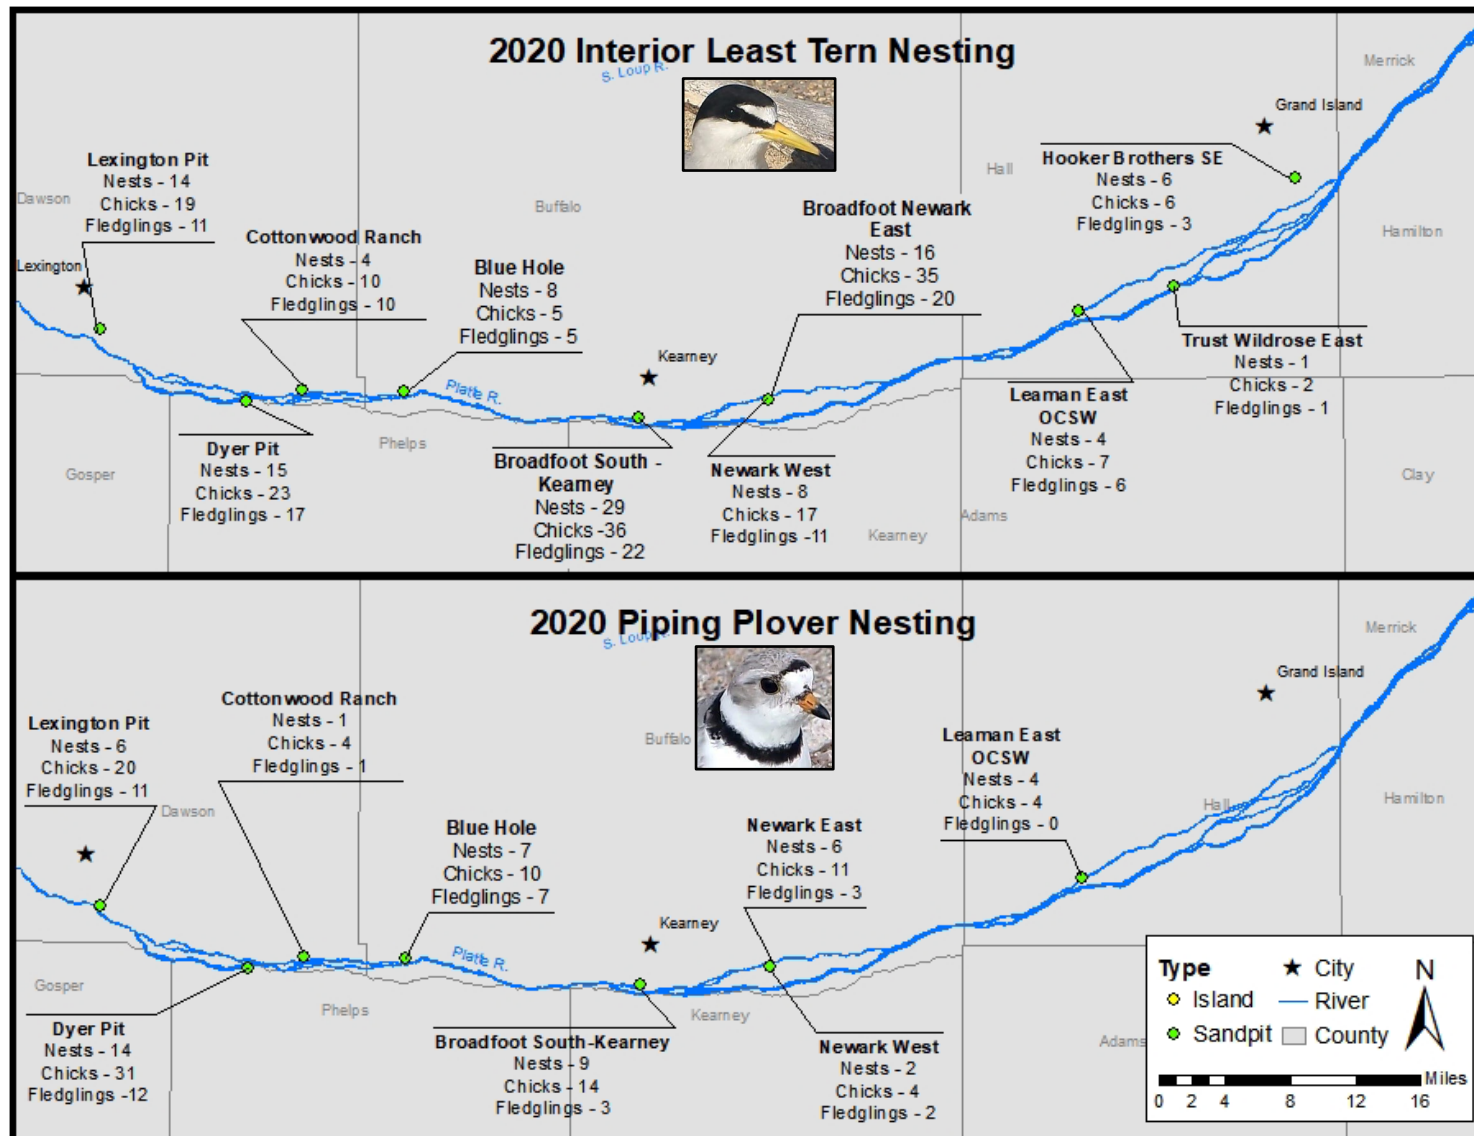 2020 Interior Least Tern Nesting
S. Loup R.
Merrick
Grand Island
Lexington Pit
Nests - 14
Chicks - 19
Fledglings - 11
Dawson
Lexington
Cottonwood Ranch
Nests - 4
Chicks - 10
Fledglings - 10
Buffalo
Blue Hole
Nests - 8
Chicks - 5
Fledglings - 5
Hall
Broadfoot Newark
East
Nests - 16
Chicks - 35
Fledglings - 20
Hooker Brothers SE
Nests - 6
Chicks - 6
Fledglings - 3
Hamilton
Kearney
Platte R.
Trust Wildrose East
Nests - 1
Chicks - 2
Fledglings - 1
Leaman East
OCSW
Nests - 4
Chicks - 7
Fledglings - 6
Gosper
Dyer Pit
Nests - 15
Chicks - 23
Fledglings - 17
Phelps
Broadfoot South -
Kearney
Nests - 29
Chicks -36
Fledglings - 22
Newark West
Nests - 8
Chicks - 17
Fledglings -11
Kearney
Adams
Clay
2020 Piping Plover Nesting
S. Loup R.
Merrick
Grand Island
Lexington Pit
Nests - 6
Chicks - 20
Fledglings - 11
Dawson
Cottonwood Ranch
Nests - 1
Chicks - 4
Fledglings - 1
Buffalo
Leaman East
OCSW
Nests - 4
Chicks - 4
Fledglings - 0
Hall
Hamilton
Blue Hole
Nests - 7
Chicks - 10
Fledglings - 7
Newark East
Nests - 6
Chicks - 11
Fledglings - 3
Kearney
Platte R.
Gosper
Dyer Pit
Nests - 14
Chicks - 31
Fledglings -12
Phelps
Broadfoot South-Kearney
Nests - 9
Chicks - 14
Fledglings - 3
Kearney
Newark West
Nests - 2
Chicks - 4
Fledglings - 2
Adams
Type
Island
Sandpit
City
River
County
N
Miles
0 2 4 8 12 16